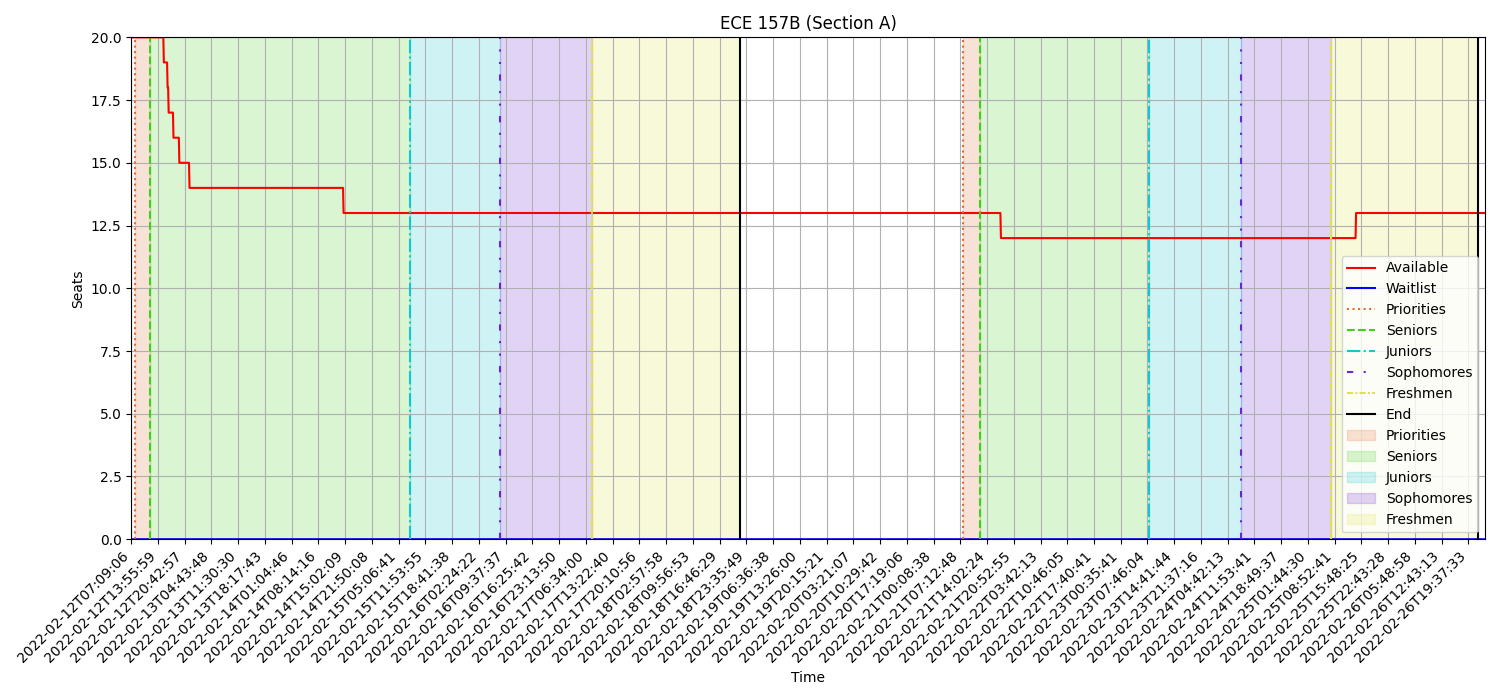 ECE 157B (Section A)
20.0
17.5
15.0
12.5
10.0
7.5
5.0
2.5
0.0
Seats
Available
Waitlist
Priorities
Seniors
Juniors
Sophomores
Freshmen
End
Priorities
Seniors
Juniors
Sophomores
Freshmen
2022-02-12T07:09:06
2022-02-12T13:55:59
2022-02-12T20:42:57
2022-02-13T04:43:48
2022-02-13T11:30:30
2022-02-13T18:17:43
2022-02-14T01:04:46
2022-02-14T08:14:16
2022-02-14T15:02:09
2022-02-14T21:50:08
2022-02-15T05:06:41
2022-02-15T11:53:55
2022-02-15T18:41:38
2022-02-16T02:24:22
2022-02-16T09:37:37
2022-02-16T16:25:42
2022-02-16T23:13:50
2022-02-17T06:34:00
2022-02-17T13:22:40
2022-02-17T20:10:56
2022-02-18T02:57:58
2022-02-18T09:56:53
2022-02-18T16:46:29
2022-02-18T23:35:49
2022-02-19T06:36:38
2022-02-19T13:26:00
2022-02-19T20:15:21
2022-02-20T03:21:07
2022-02-20T10:29:42
2022-02-20T17:19:06
2022-02-21T00:08:38
2022-02-21T07:12:48
2022-02-21T14:02:24
2022-02-21T20:52:55
2022-02-22T03:42:13
2022-02-22T10:46:05
2022-02-22T17:40:41
2022-02-23T00:35:41
2022-02-23T07:46:04
2022-02-23T14:41:44
2022-02-23T21:37:16
2022-02-24T04:42:13
2022-02-24T11:53:41
2022-02-24T18:49:37
2022-02-25T01:44:30
2022-02-25T08:52:41
2022-02-25T15:48:25
2022-02-25T22:43:28
2022-02-26T05:48:58
2022-02-26T12:43:13
2022-02-26T19:37:33
Time